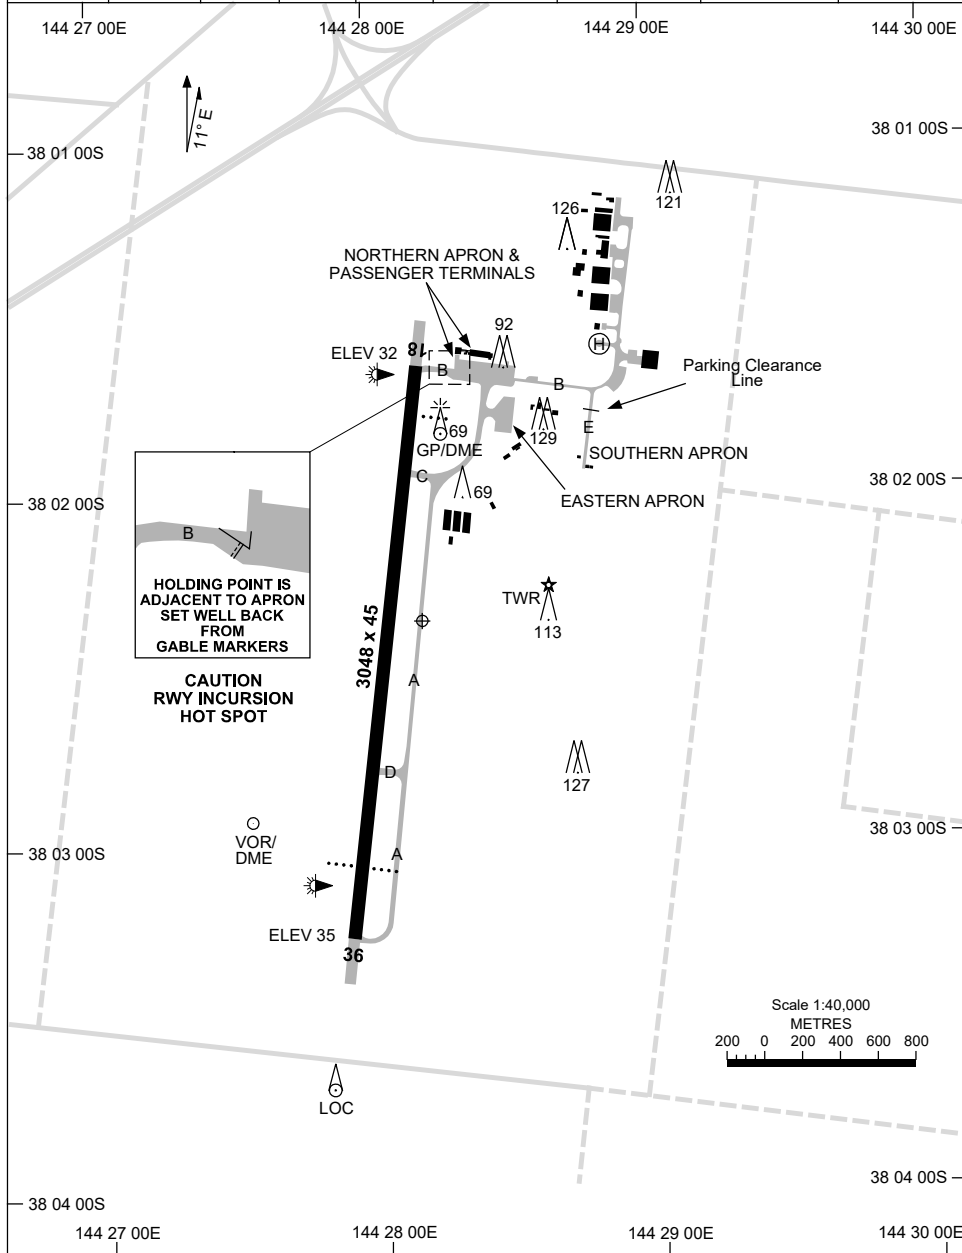 144 27 00E
144 28 00E
144 29 00E
144 30 00E
11° E
38 01 00S
38 01 00S
121
126
NORTHERN APRON &
PASSENGER TERMINALS
92
18
ELEV 32
B
H
B
Parking Clearance
Line
69
GP/DME
129
E
SOUTHERN APRON
C
69
EASTERN APRON
38 02 00S
38 02 00S
B
HOLDING POINT IS
ADJACENT TO APRON
SET WELL BACK
FROM
GABLE MARKERS
CAUTION
RWY INCURSION
HOT SPOT
TWR
113
3048 x 45
A
D
127
VOR/
DME
A
38 03 00S
38 03 00S
ELEV 35
36
Scale 1:40,000
METRES
200 0 200 400 600 800
LOC
38 04 00S
38 04 00S
144 27 00E
144 28 00E
144 29 00E
144 30 00E